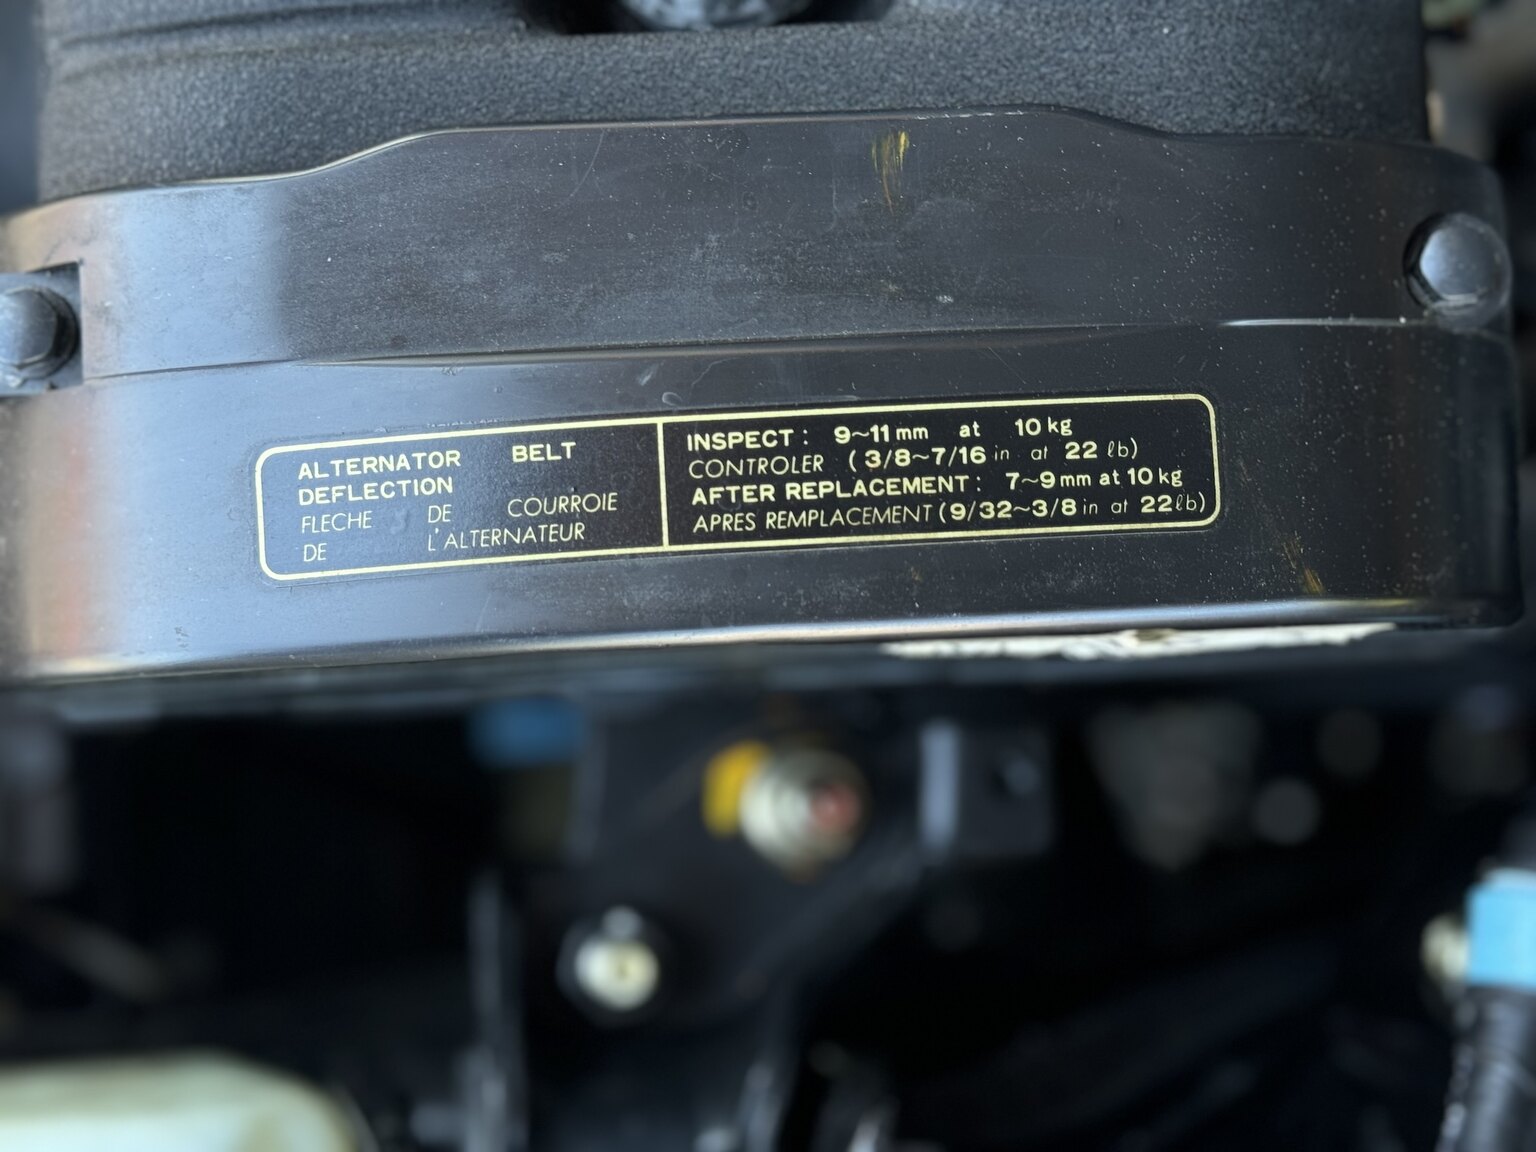 ALTERNATOR BELT
DEFLECTION
FLECHE DE COURROIE
DE L'ALTERNATEUR
INSPECT : 9~11 mm at 10 kg
CONTROLER (3/8~7/16 in at 22 lb)
AFTER REPLACEMENT : 7~9 mm at 10 kg
APRES REMPLACEMENT (9/32~3/8 in at 22 lb)